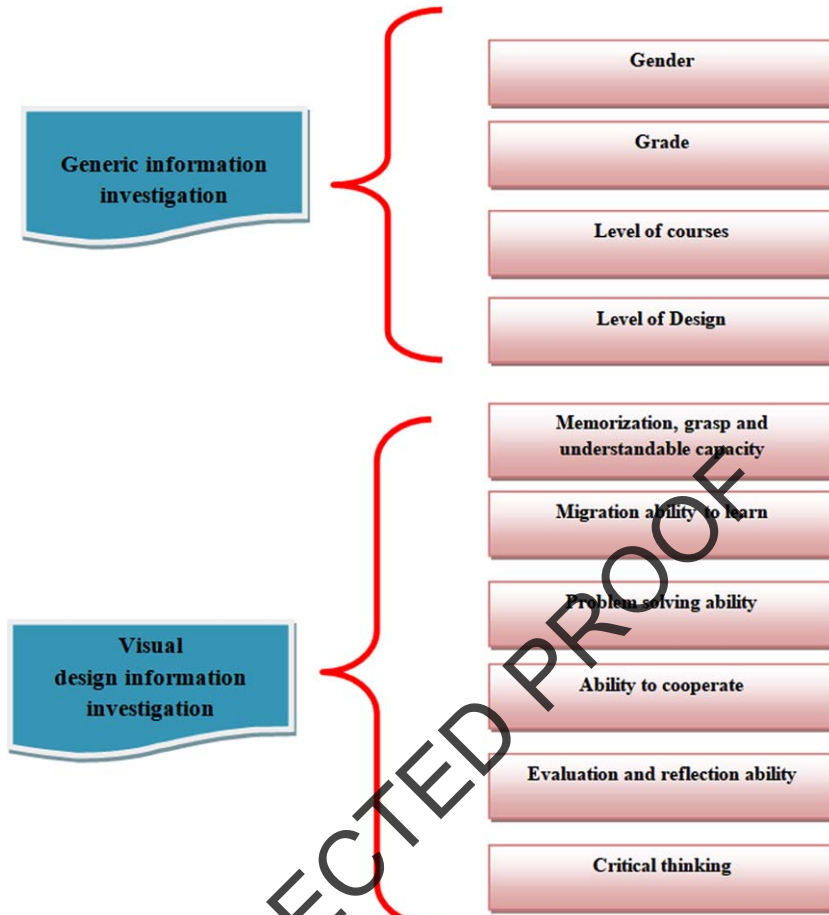 Generic information
investigation
Gender
Grade
Level of courses
Level of Design
Visual
design information
investigation
Memorization, grasp and
understandable capacity
Migration ability to learn
Problem solving ability
Ability to cooperate
Evaluation and reflection ability
Critical thinking
ECTED PROOF